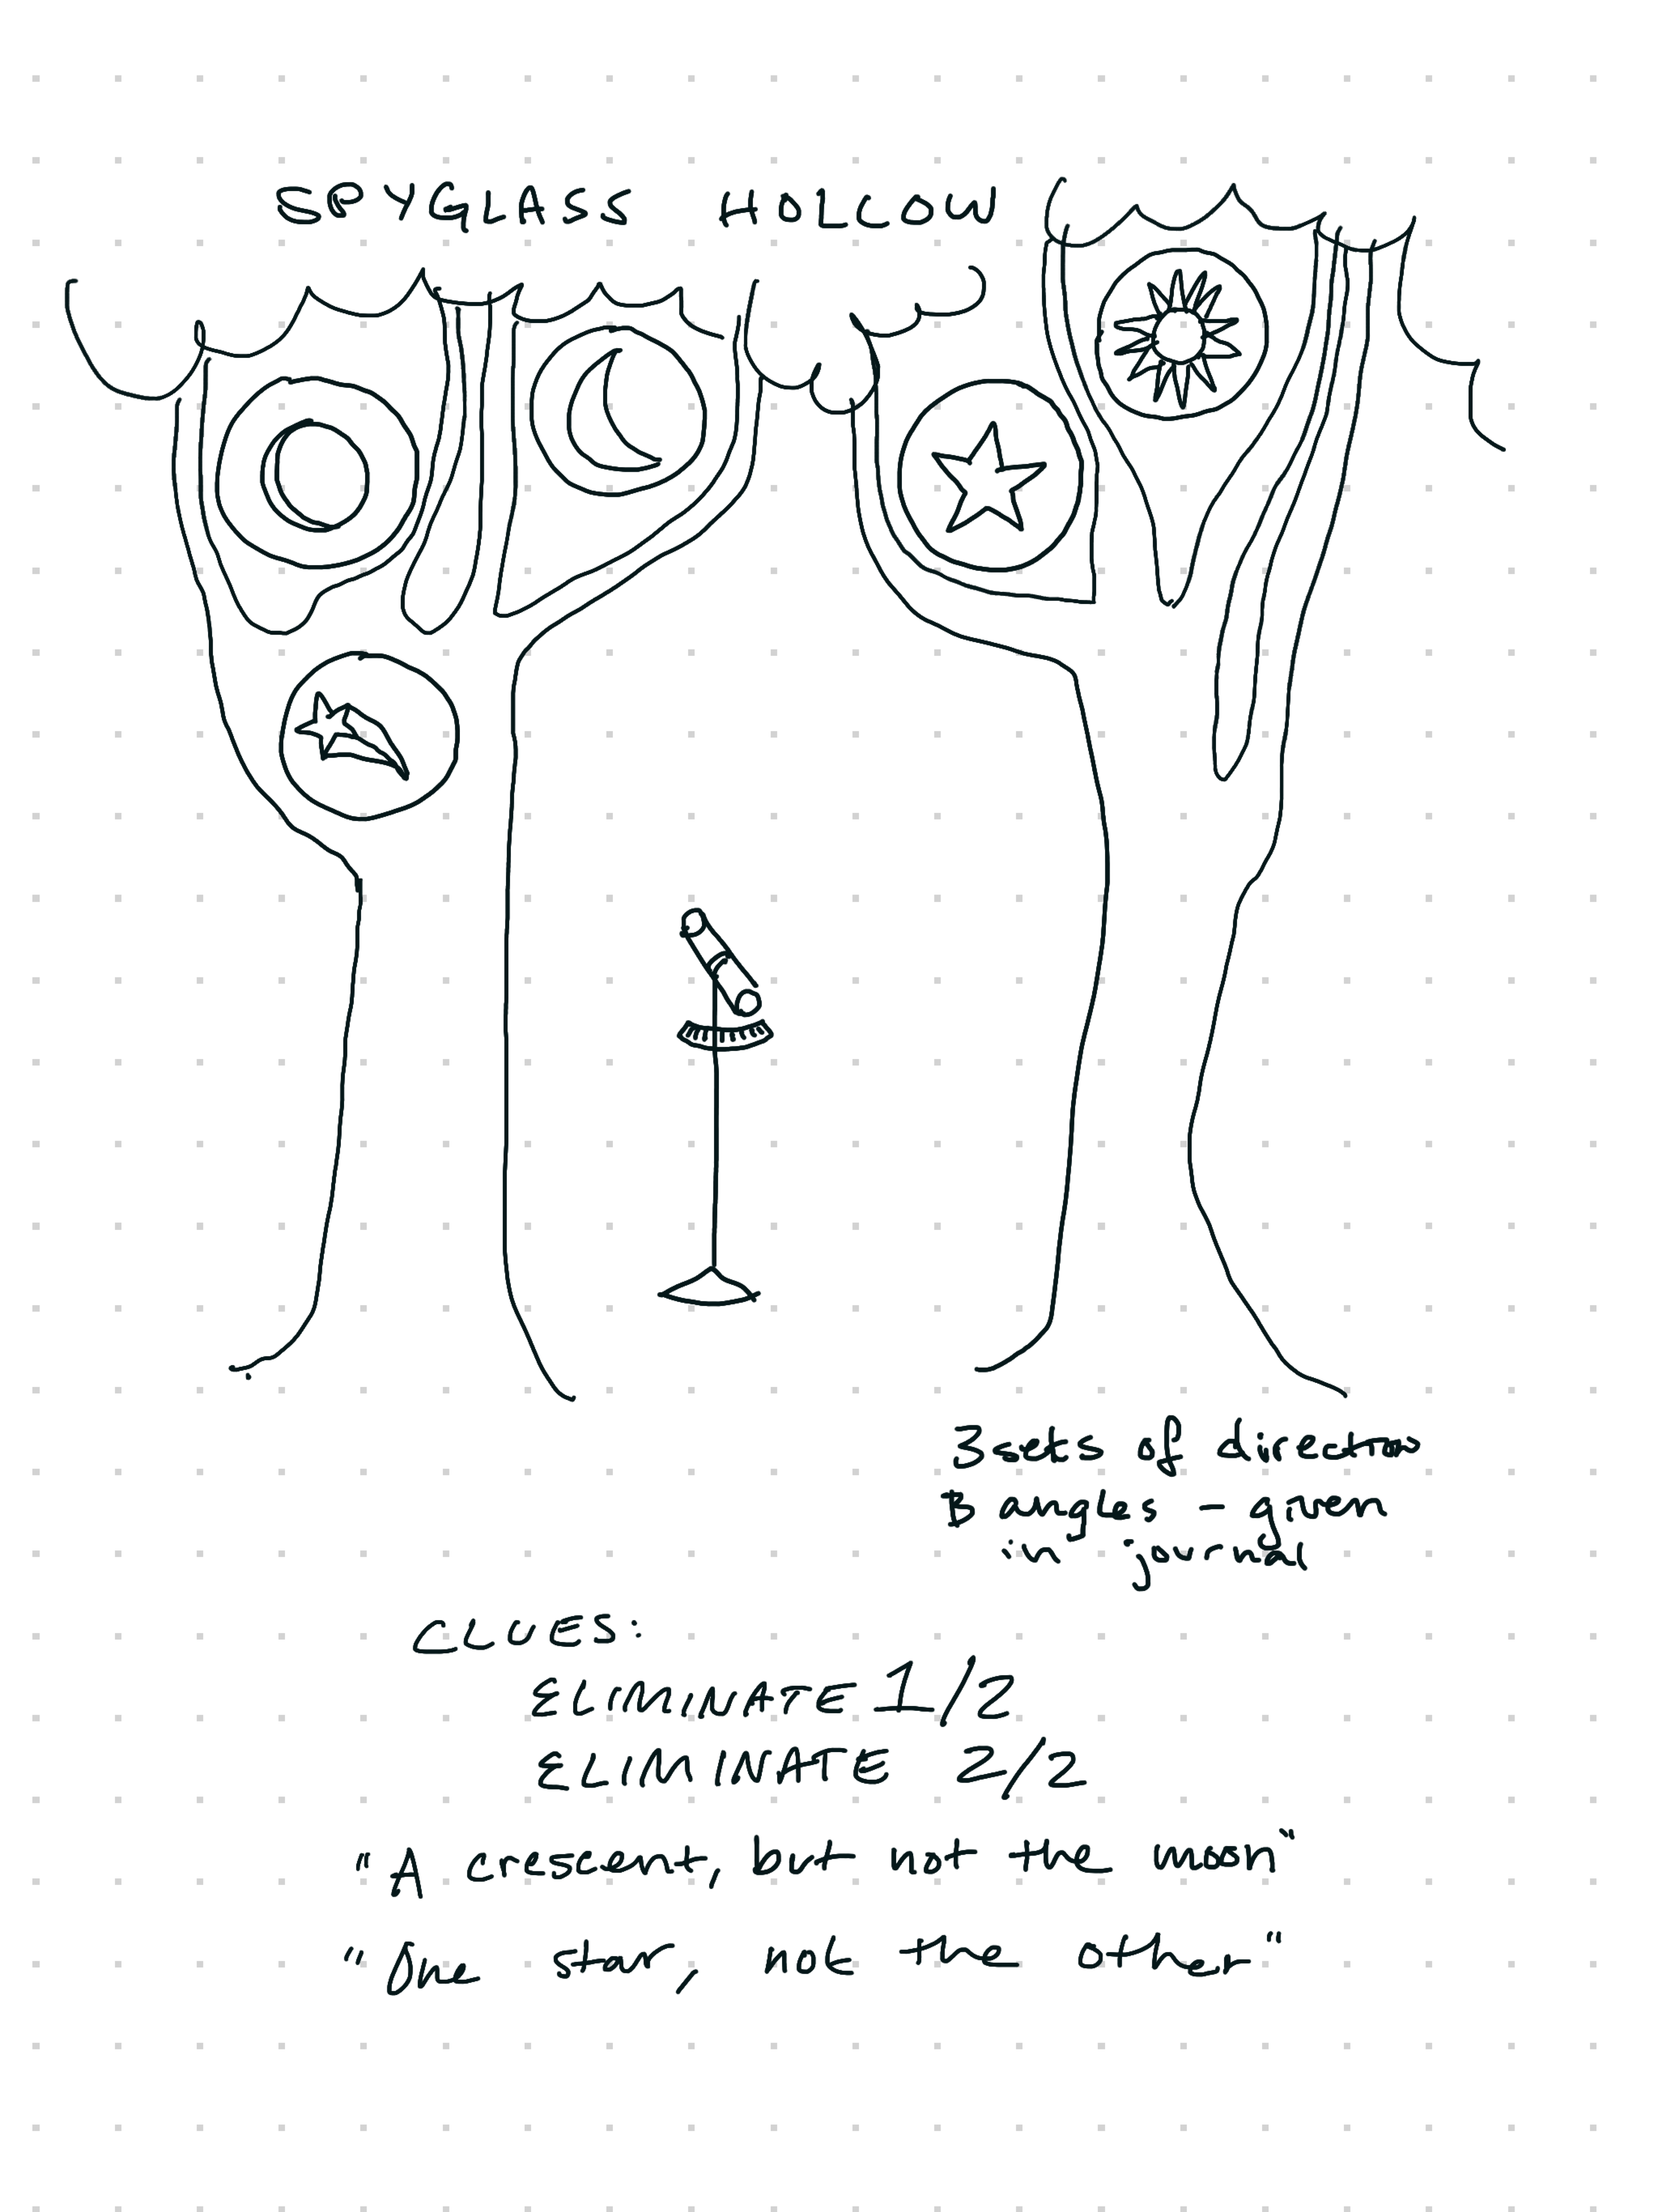 SPYGLASS HOLLOW
3 sets of direction
angles - given
in journal
CLUES:
ELIMINATE 1/2
ELIMINATE 2/2
"A crescent, but not the moon"
"One star, not the other"